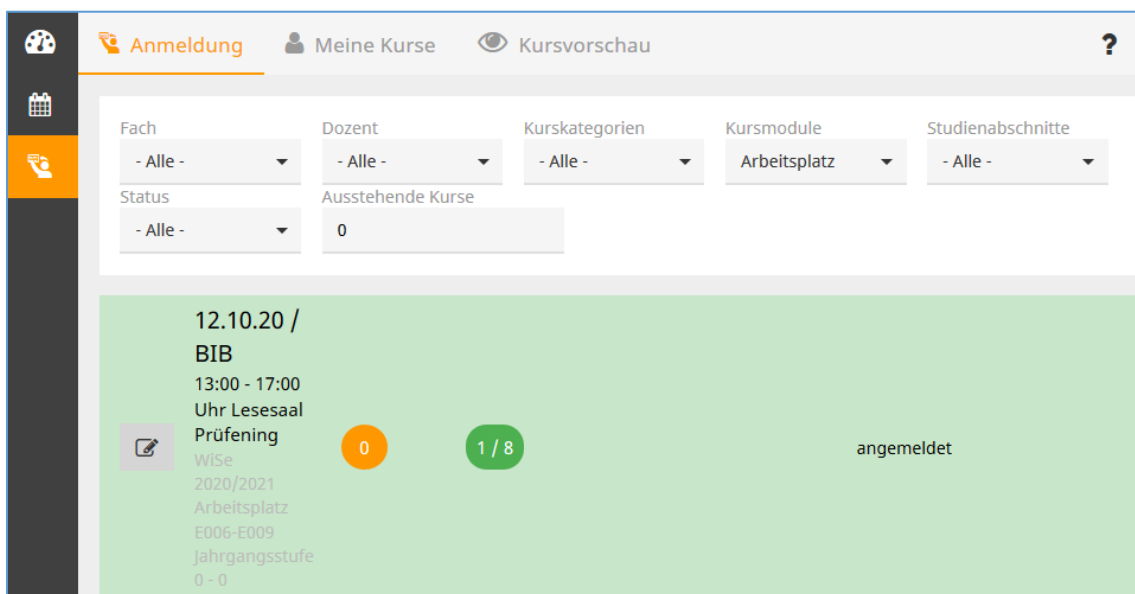 Anmeldung Meine Kurse Kursvorschau ?
Fach Dozent Kurskategorien Kursmodule Studienabschnitte
- Alle - - Alle - - Alle - Arbeitsplatz - Alle -
Status Ausstehende Kurse
- Alle - 0
12.10.20 /
BIB
13:00 - 17:00
Uhr Lesesaal
Prüfening
0 1 / 8 angemeldet
WiSe
2020/2021
Arbeitsplatz
E006-E009
Jahrgangsstufe
0 - 0